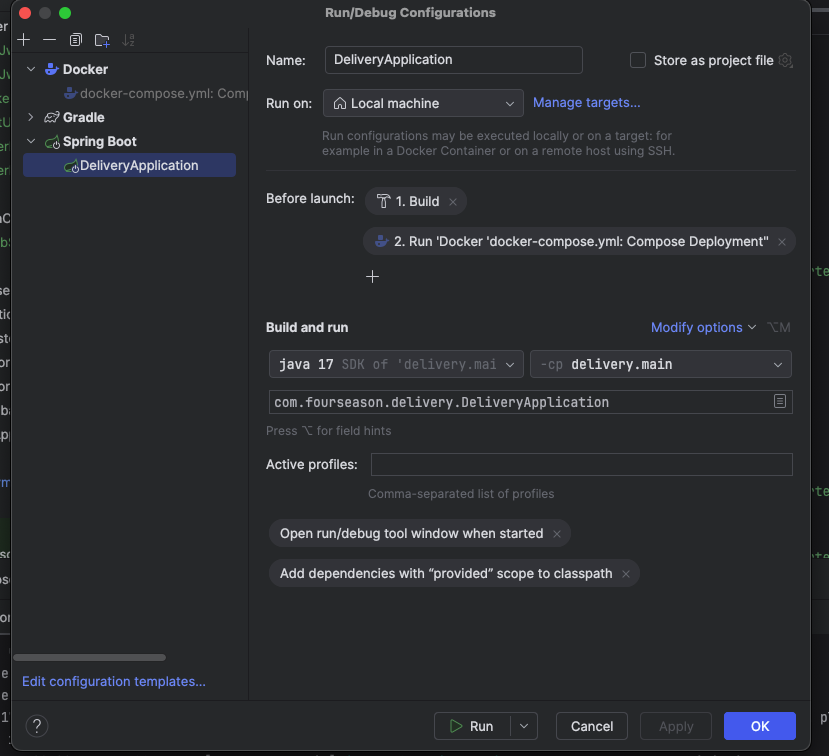 Run/Debug Configurations
Docker
docker-compose.yml: Com
Gradle
Spring Boot
DeliveryApplication
Edit configuration templates...
?
Name:
DeliveryApplication
Store as project file
Run on:
Local machine
Manage targets...
Run configurations may be executed locally or on a target: for
example in a Docker Container or on a remote host using SSH.
Before launch:
1. Build
2. Run 'Docker 'docker-compose.yml: Compose Deployment''
Build and run
Modify options
⌥M
java 17 SDK of 'delivery.mai
-cp delivery.main
com.fourseason.delivery.DeliveryApplication
Press ⌥ for field hints
Active profiles:
Comma-separated list of profiles
Open run/debug tool window when started
Add dependencies with “provided” scope to classpath
Run
Cancel
Apply
OK